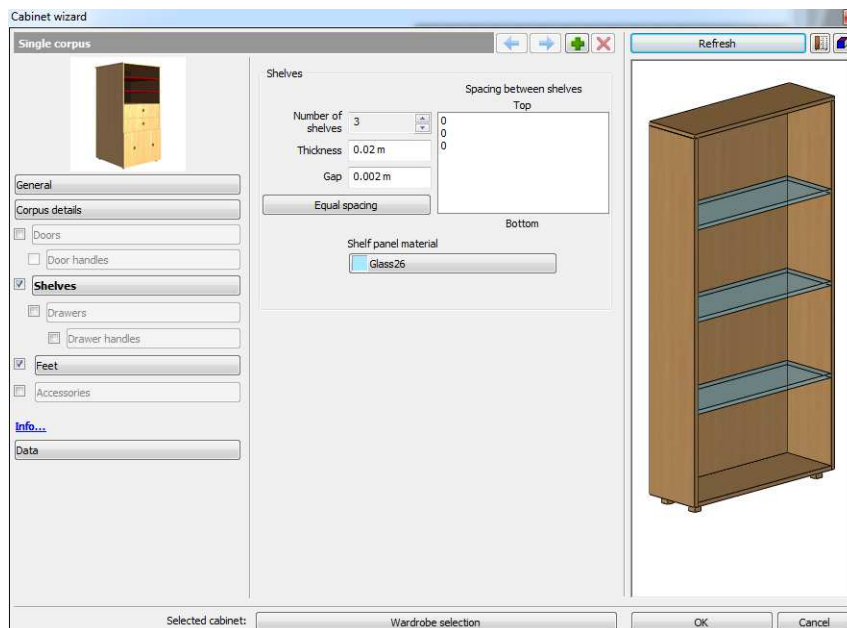 Cabinet wizard
Single corpus
Refresh
General
Corpus details
Doors
Door handles
Shelves
Drawers
Drawer handles
Feet
Accessories
Info...
Data
Shelves
Spacing between shelves
Top
Number of
shelves
3
0
0
0
Thickness
0.02 m
Gap
0.002 m
Equal spacing
Bottom
Shelf panel material
Glass26
Selected cabinet:
Wardrobe selection
OK
Cancel